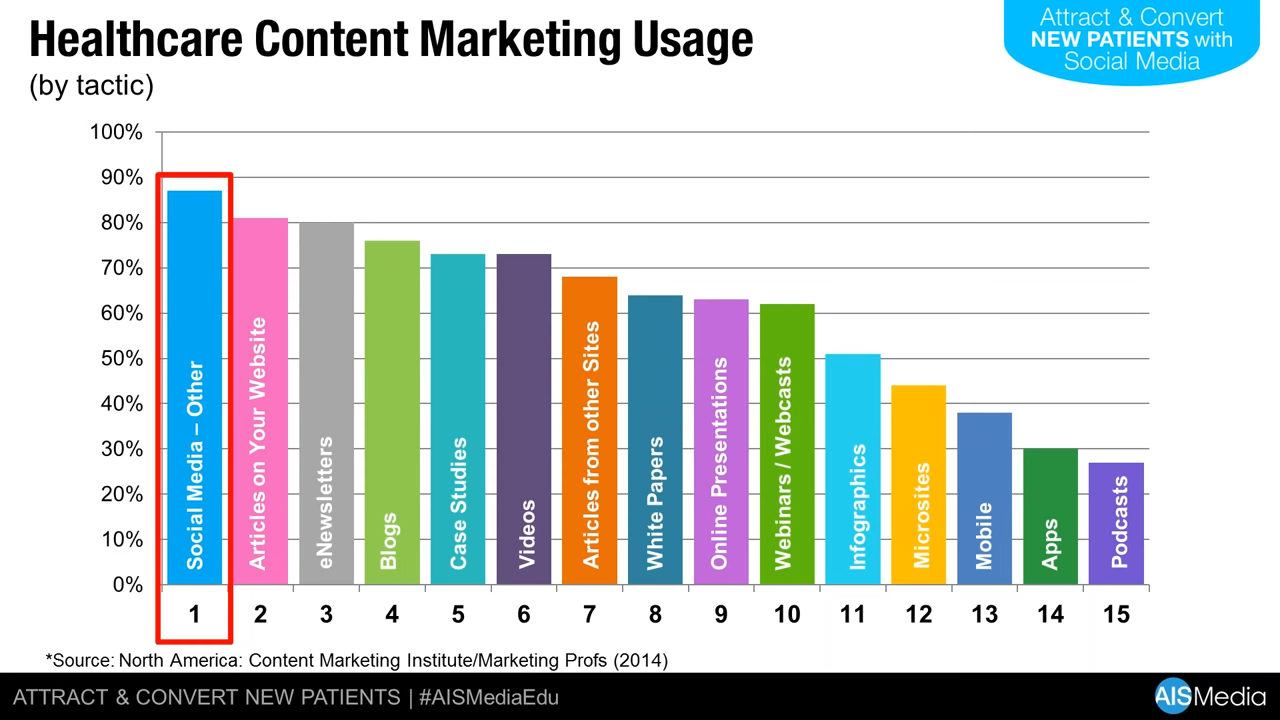 Healthcare Content Marketing Usage
(by tactic)
Attract & Convert
NEW PATIENTS with
Social Media
100%
90%
80%
70%
60%
50%
40%
30%
20%
10%
0%
Social Media – Other
Articles on Your Website
eNewsletters
Blogs
Case Studies
Videos
Articles from other Sites
White Papers
Online Presentations
Webinars / Webcasts
Infographics
Microsites
Mobile
Apps
Podcasts
1 2 3 4 5 6 7 8 9 10 11 12 13 14 15
*Source: North America: Content Marketing Institute/Marketing Profs (2014)
ATTRACT & CONVERT NEW PATIENTS | #AISMediaEdu
AISMedia